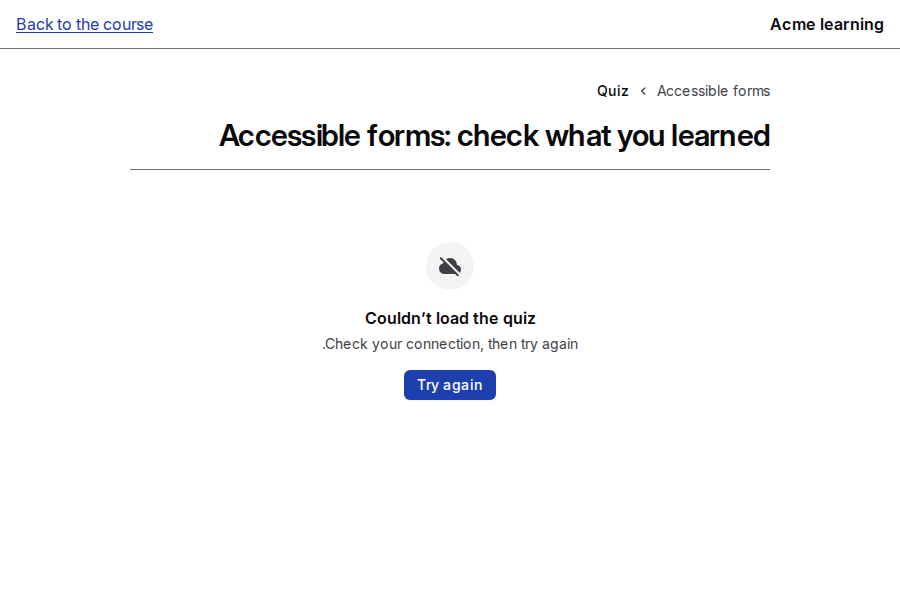 Acme learning
Back to the course
Accessible forms › Quiz
Accessible forms: check what you learned
Couldn’t load the quiz
Check your connection, then try again.
Try again